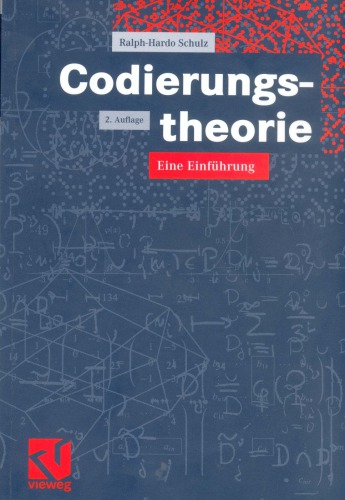 Ralph-Hardo Schulz
Codierungs-
2. Auflage
theorie
Eine Einführung
vieweg